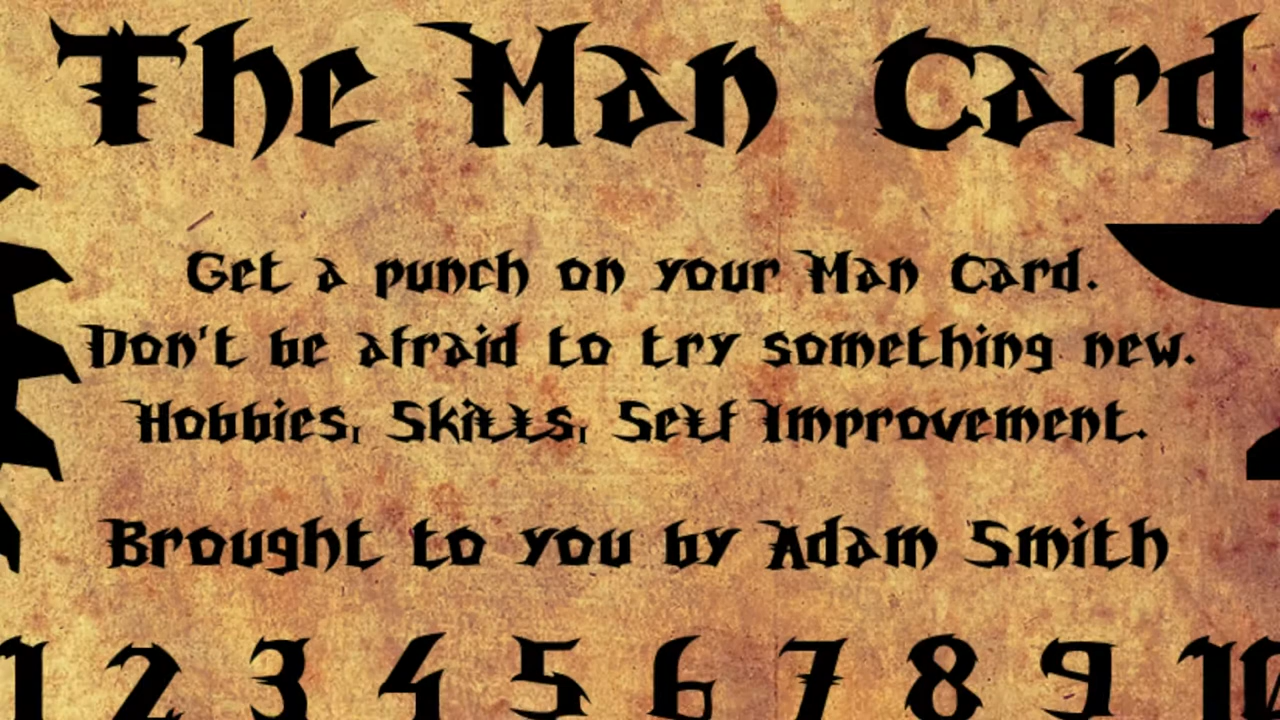 The Man Card
Get a punch on your Man Card.
Don't be afraid to try something new.
Hobbies, Skills, Self Improvement.
Brought to you by Adam Smith
1 2 3 4 5 6 7 8 9 10